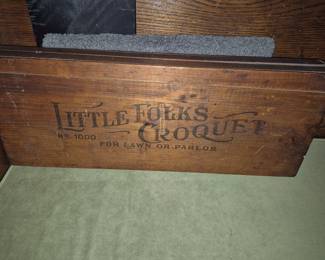 LITTLE FOLKS
No. 1000 CROQUET
FOR LAWN OR PARLOR